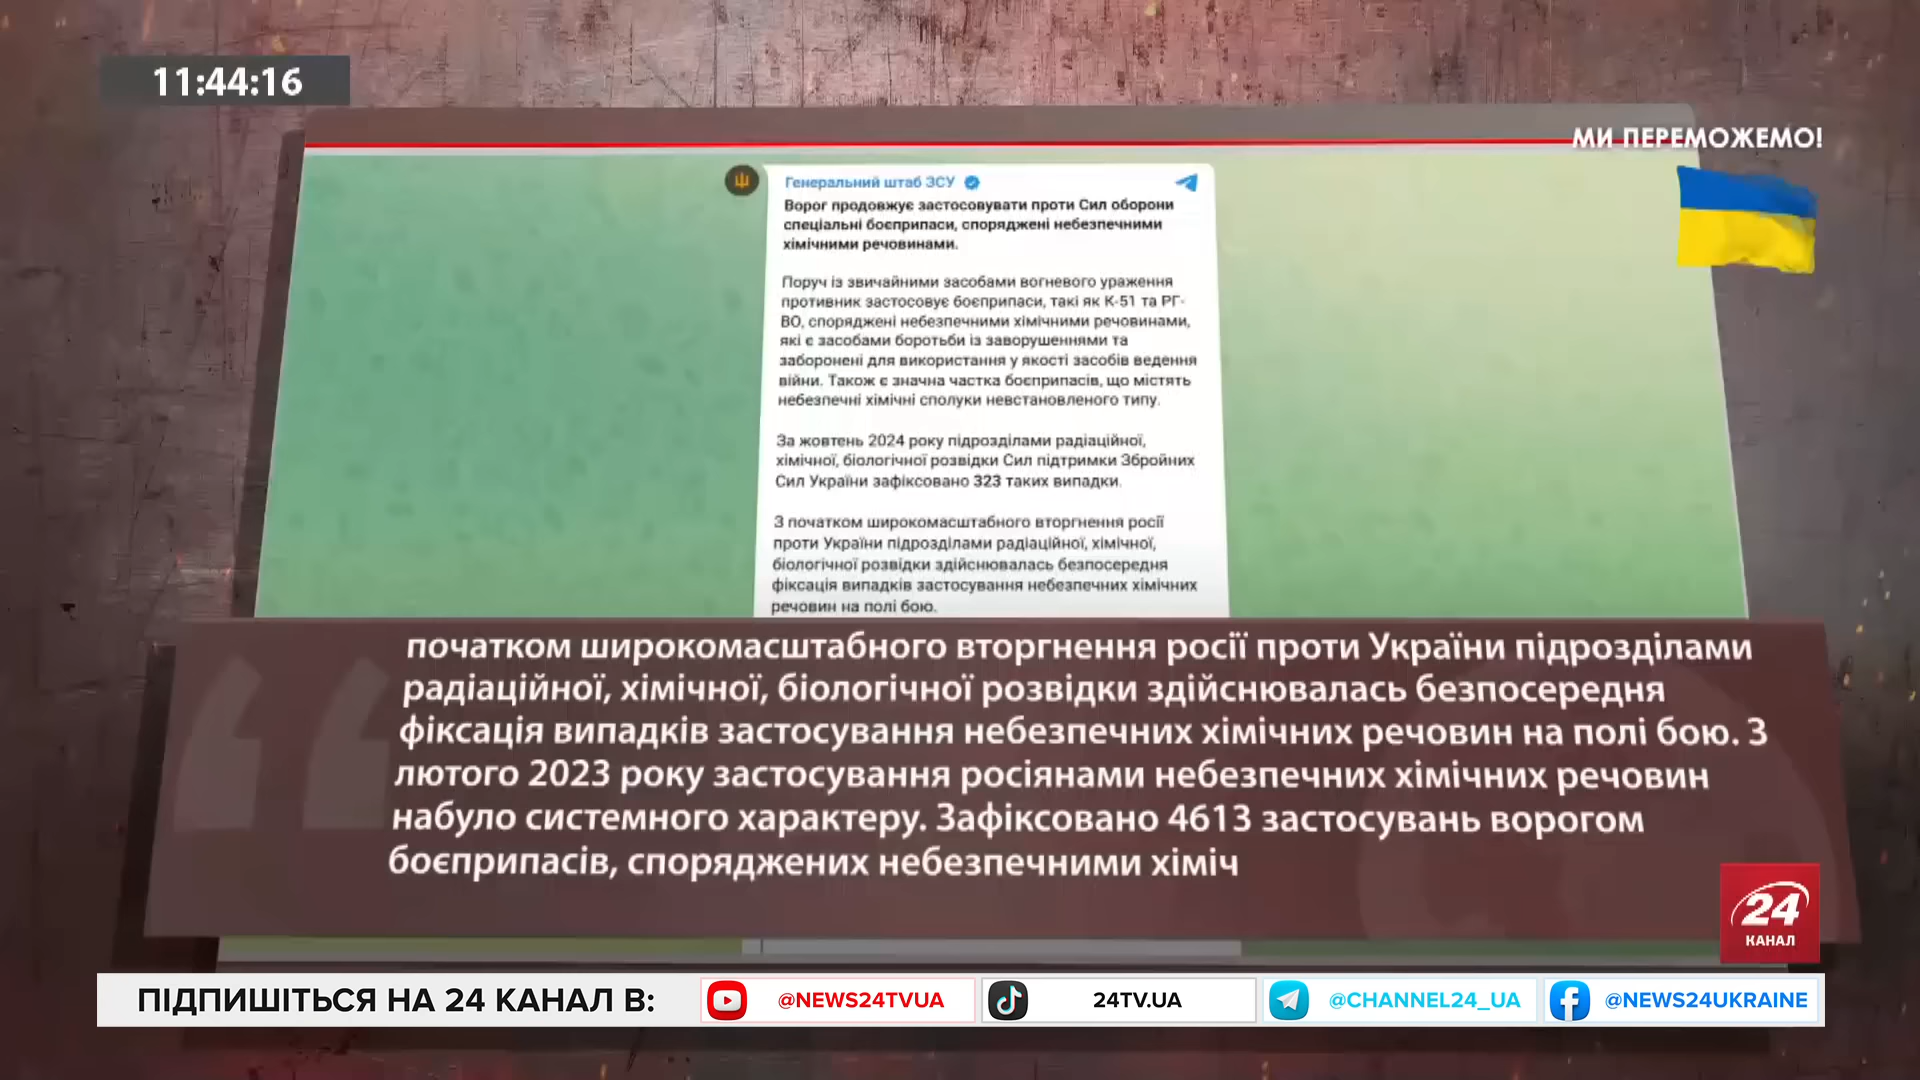 11:44:16
МИ ПЕРЕМОЖЕМО!
Генеральний штаб ЗСУ
Ворог продовжує застосовувати проти Сил оборони
спеціальні боєприпаси, споряджені небезпечними
хімічними речовинами.
Поруч із звичайними засобами вогневого ураження
противник застосовує боєприпаси, такі як К-51 та РГ-
ВО, споряджені небезпечними хімічними речовинами,
які є засобами боротьби із заворушеннями та
заборонені для використання у якості засобів ведення
війни. Також є значна частка боєприпасів, що містять
небезпечні хімічні сполуки невстановленого типу.
За жовтень 2024 року підрозділами радіаційної,
хімічної, біологічної розвідки Сил підтримки Збройних
Сил України зафіксовано 323 таких випадки.
З початком широкомасштабного вторгнення росії
проти України підрозділами радіаційної, хімічної,
біологічної розвідки здійснювалась безпосередня
фіксація випадків застосування небезпечних хімічних
речовин на полі бою.
початком широкомасштабного вторгнення росії проти України підрозділами
радіаційної, хімічної, біологічної розвідки здійснювалась безпосередня
фіксація випадків застосування небезпечних хімічних речовин на полі бою. З
лютого 2023 року застосування росіянами небезпечних хімічних речовин
набуло системного характеру. Зафіксовано 4613 застосувань ворогом
боєприпасів, споряджених небезпечними хіміч
24
КАНАЛ
ПІДПИШІТЬСЯ НА 24 КАНАЛ В: @NEWS24TVUA 24TV.UA @CHANNEL24_UA @NEWS24UKRAINE